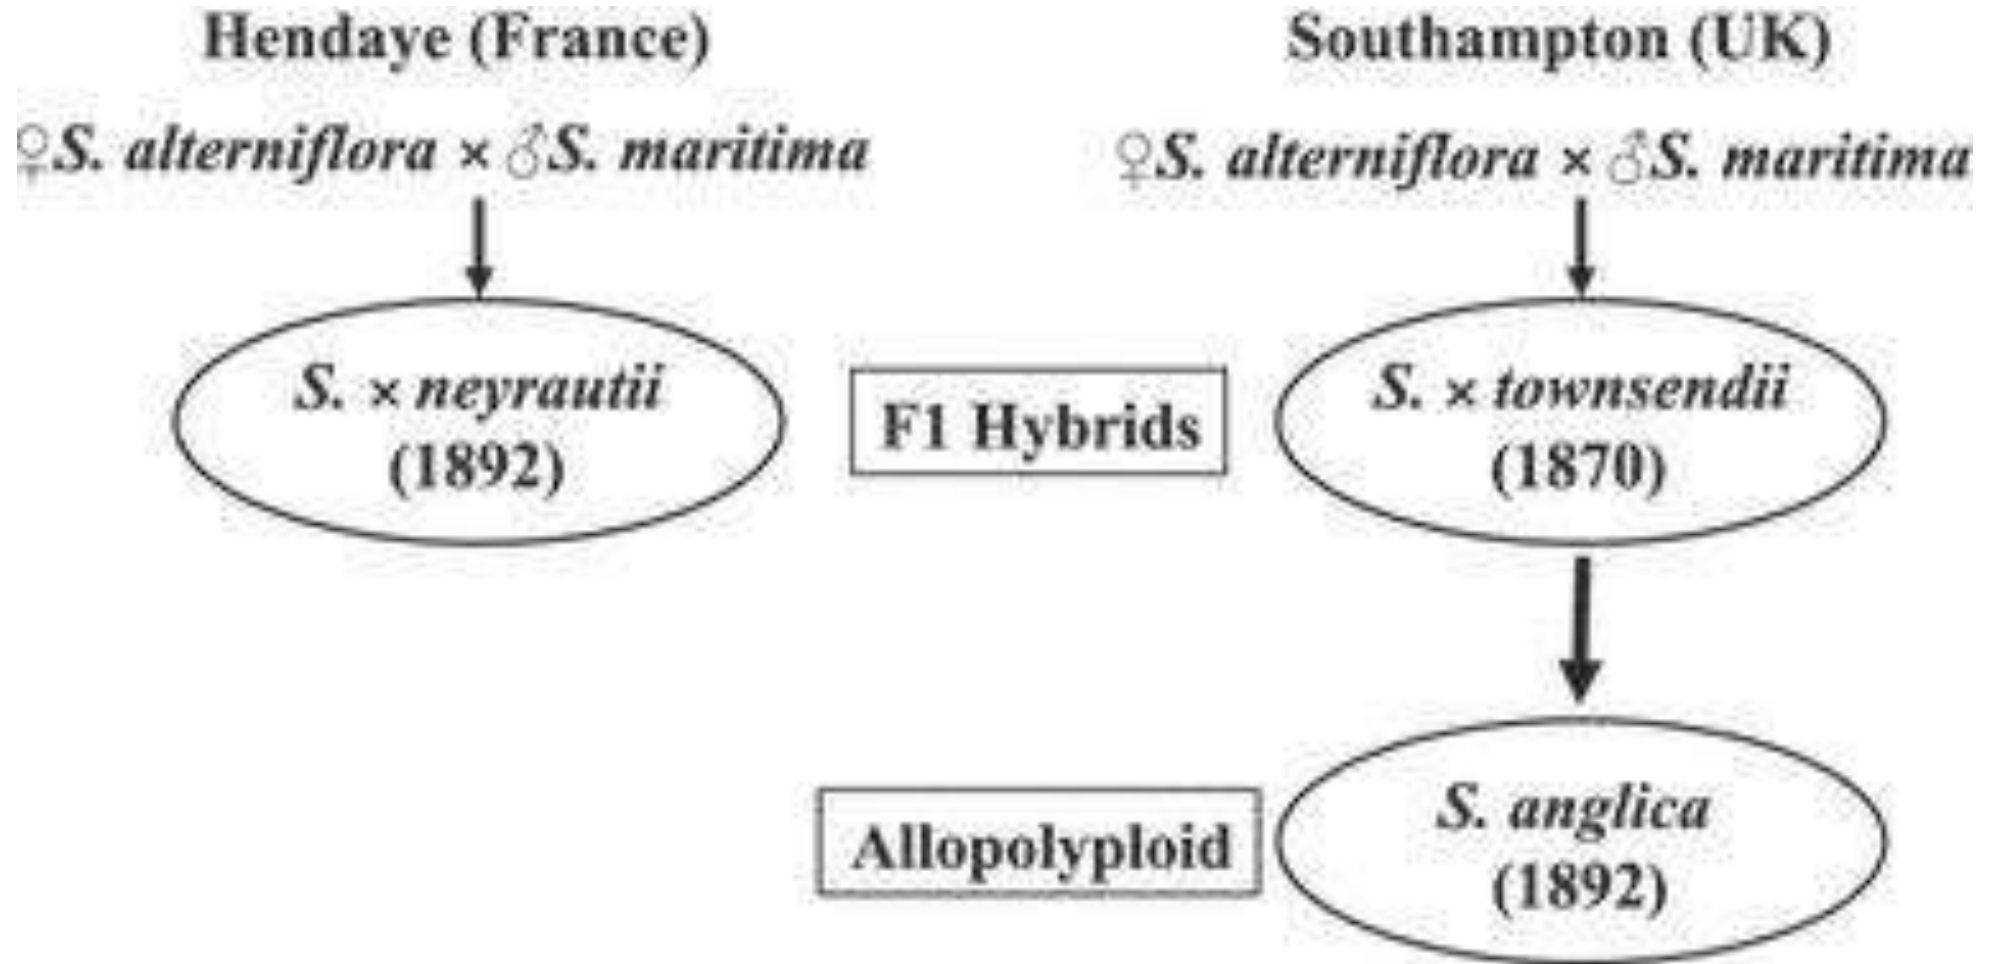 Hendaye (France)
♀S. alterniflora × ♂S. maritima
S. × neyrautii
(1892)
F1 Hybrids
Southampton (UK)
♀S. alterniflora × ♂S. maritima
S. × townsendii
(1870)
Allopolyploid
S. anglica
(1892)